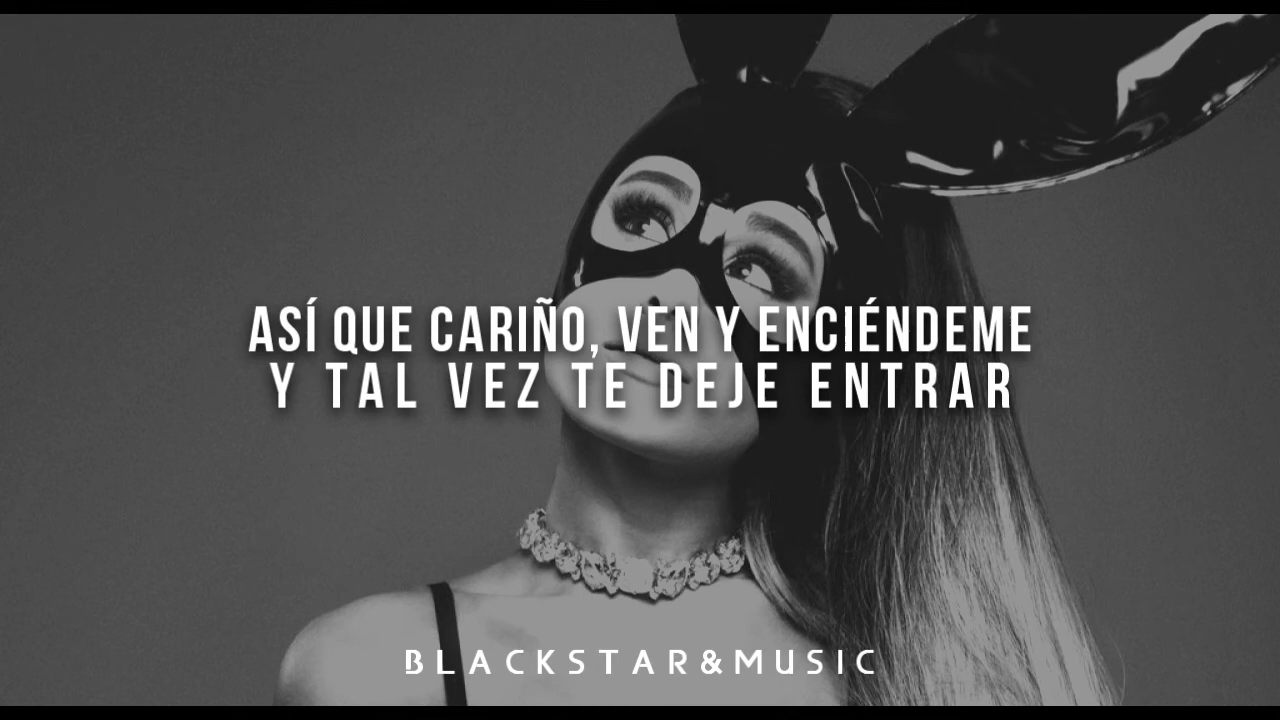 ASÍ QUE CARIÑO, VEN Y ENCIÉNDEME
Y TAL VEZ TE DEJE ENTRAR
BLACKSTAR&MUSIC